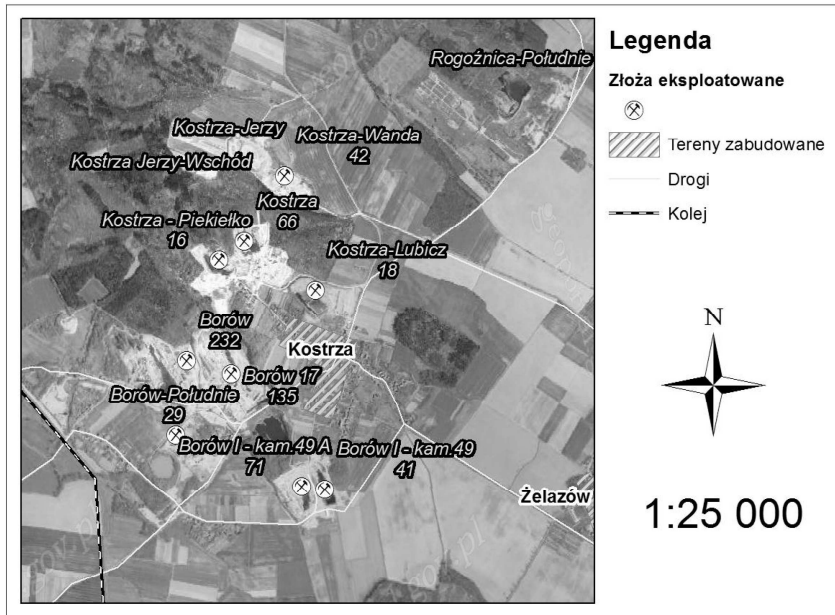 Rogoźnica-Południe
Kostrza-Jerzy
Kostrza-Wanda
42
Kostrza Jerzy-Wschód
Kostrza
66
Kostrza - Piekiełko
16
Kostrza-Lubicz
18
Borów
232
Kostrza
Borów 17
135
Borów-Południe
29
Borów I - kam.49 A
71
Borów I - kam.49
41
Żelazów
Legenda
Złoża eksploatowane
Tereny zabudowane
Drogi
Kolej
N
1:25 000